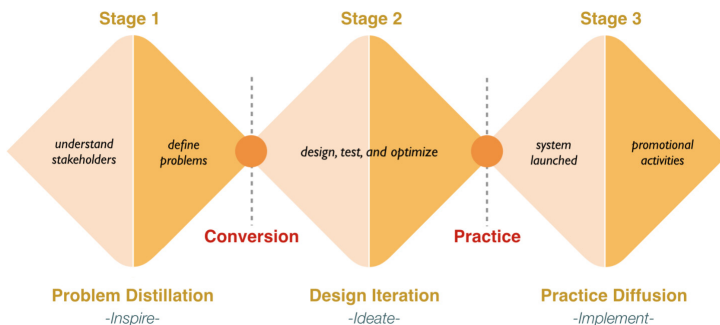 Stage 1
Stage 2
Stage 3
understand
stakeholders
define
problems
design, test, and optimize
system
launched
promotional
activities
Conversion
Practice
Problem Distillation
Design Iteration
Practice Diffusion
-Inspire-
-Ideate-
-Implement-